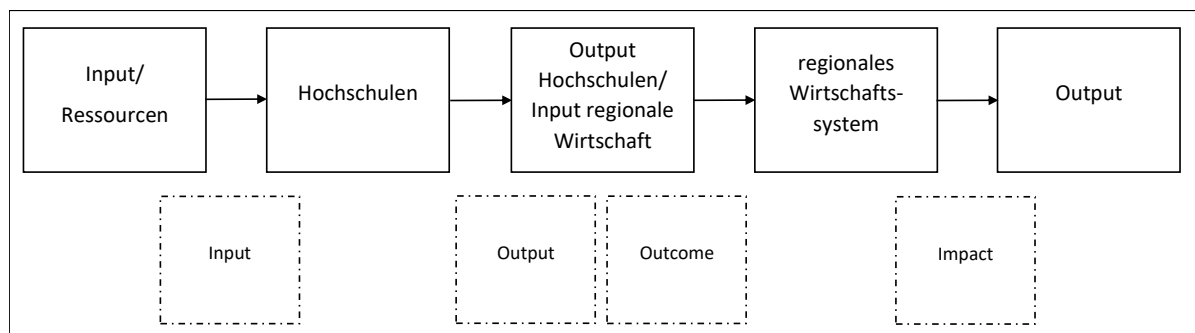 Input/
Ressourcen
Hochschulen
Output
Hochschulen/
Input regionale
Wirtschaft
regionales
Wirtschafts-
system
Output
Input
Output
Outcome
Impact